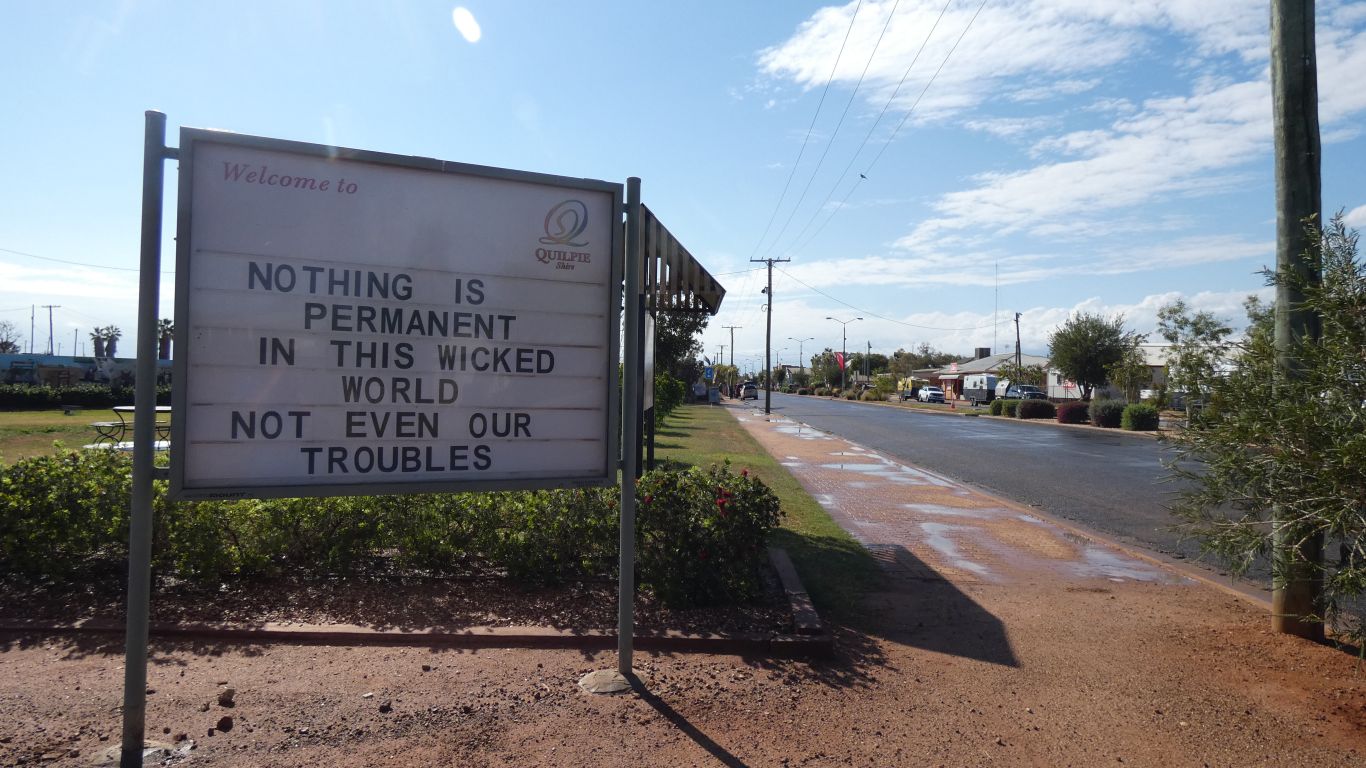 Welcome to
QUILPIE
Shire
NOTHING IS
PERMANENT
IN THIS WICKED
WORLD
NOT EVEN OUR
TROUBLES